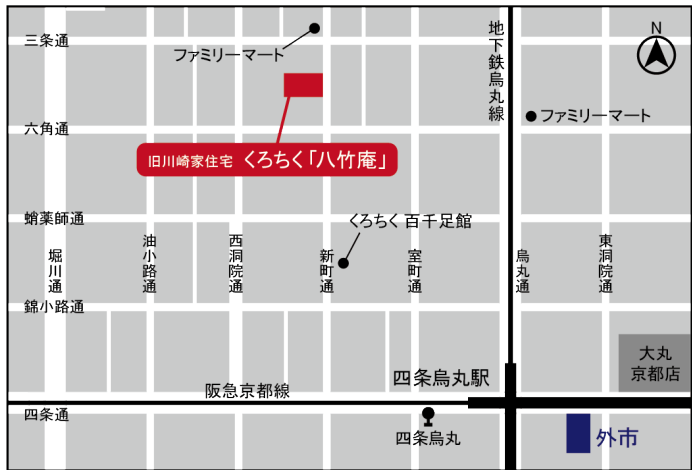 三条通
ファミリーマート
地下鉄烏丸線
N
ファミリーマート
六角通
旧川崎家住宅 くろちく「八竹庵」
蛸薬師通
くろちく 百千足館
堀川通
油小路通
西洞院通
新町通
室町通
烏丸通
東洞院通
錦小路通
大丸
京都店
四条烏丸駅
阪急京都線
四条通
四条烏丸
外市